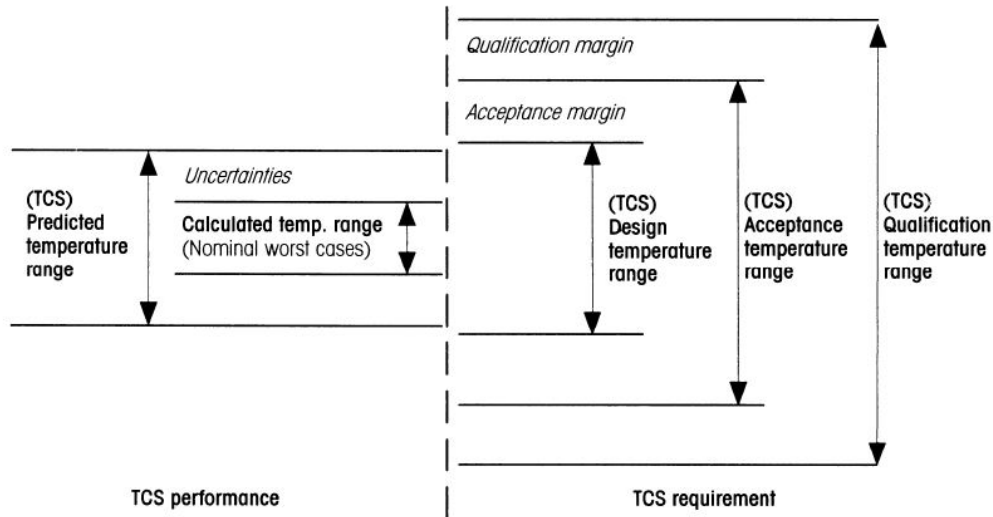 Qualification margin
Acceptance margin
(TCS)
Predicted
temperature
range
Uncertainties
Calculated temp. range
(Nominal worst cases)
(TCS)
Design
temperature
range
(TCS)
Acceptance
temperature
range
(TCS)
Qualification
temperature
range
TCS performance
TCS requirement